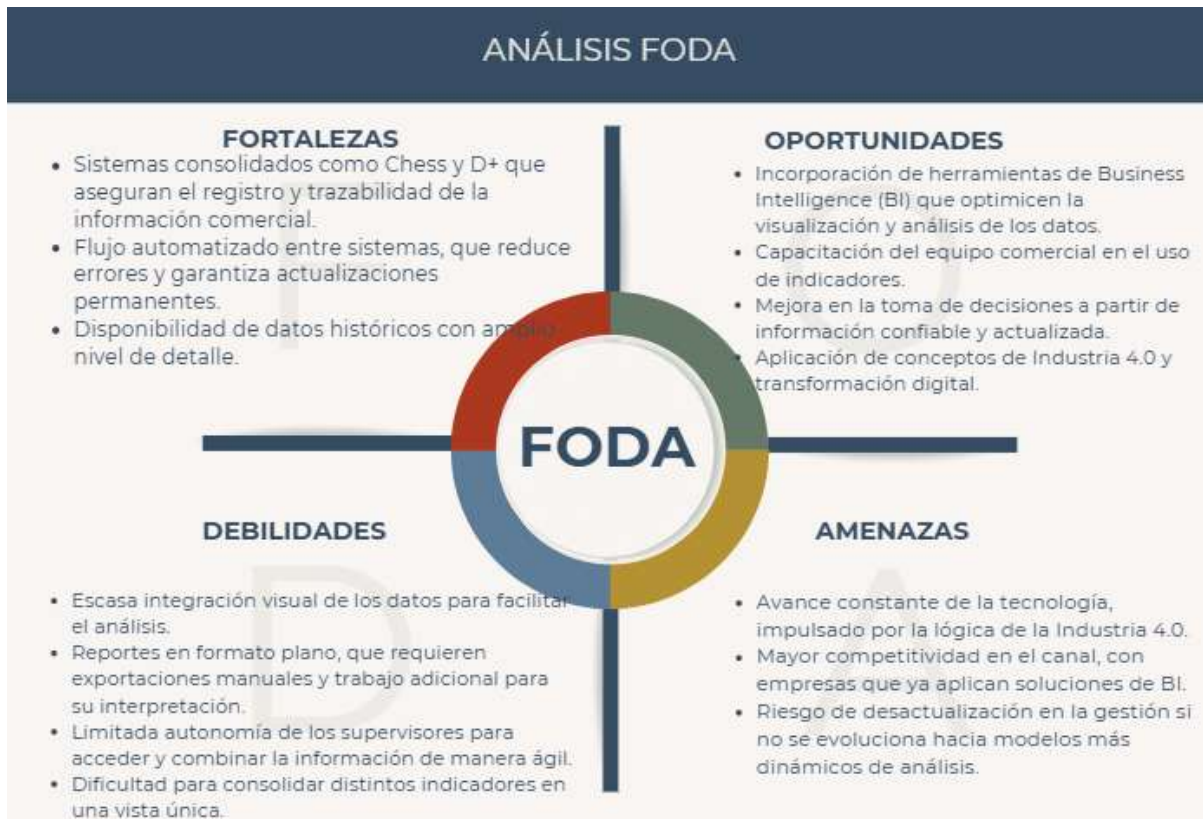 ANÁLISIS FODA
FORTALEZAS
• Sistemas consolidados como Chess y D+ que
aseguran el registro y trazabilidad de la
información comercial.
• Flujo automatizado entre sistemas, que reduce
errores y garantiza actualizaciones
permanentes.
• Disponibilidad de datos históricos con amplio
nivel de detalle.
OPORTUNIDADES
• Incorporación de herramientas de Business
Intelligence (BI) que optimicen la
visualización y análisis de los datos.
• Capacitación del equipo comercial en el uso
de indicadores.
• Mejora en la toma de decisiones a partir de
información confiable y actualizada.
• Aplicación de conceptos de Industria 4.0 y
transformación digital.
FODA
DEBILIDADES
• Escasa integración visual de los datos para facilitar
el análisis.
• Reportes en formato plano, que requieren
exportaciones manuales y trabajo adicional para
su interpretación.
• Limitada autonomía de los supervisores para
acceder y combinar la información de manera ágil.
• Dificultad para consolidar distintos indicadores en
una vista única.
AMENAZAS
• Avance constante de la tecnología,
impulsado por la lógica de la Industria 4.0.
• Mayor competitividad en el canal, con
empresas que ya aplican soluciones de BI.
• Riesgo de desactualización en la gestión si
no se evoluciona hacia modelos más
dinámicos de análisis.